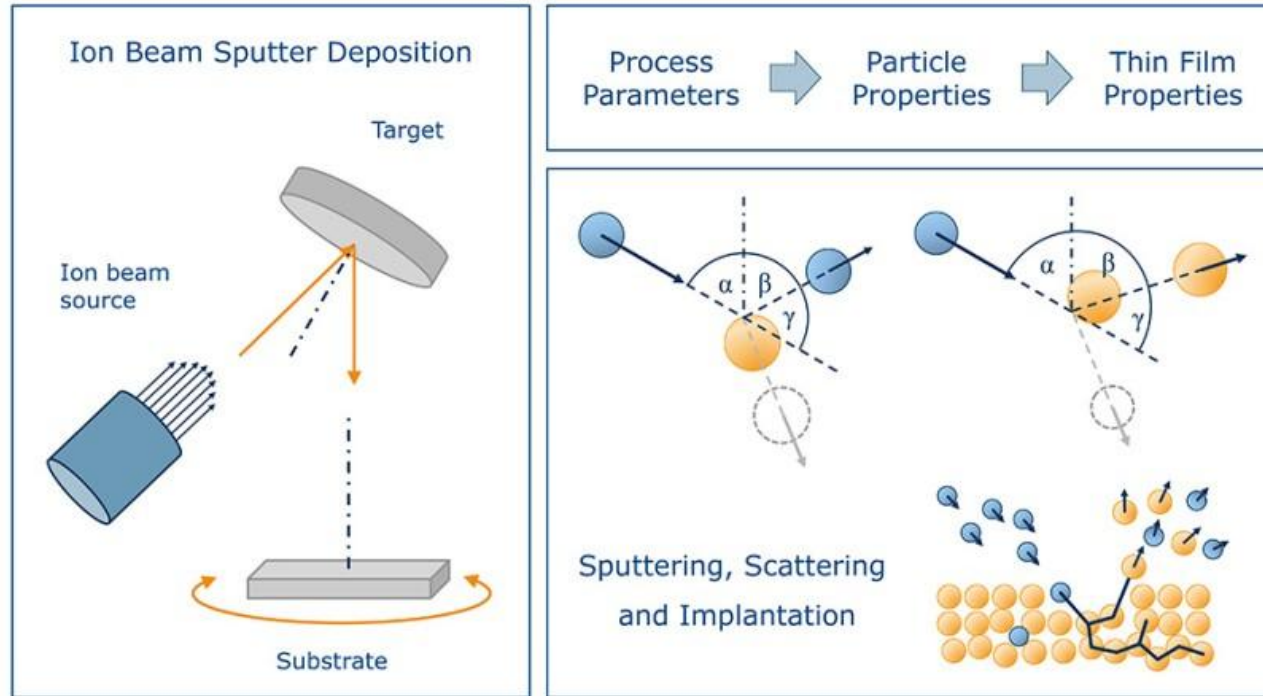 Ion Beam Sputter Deposition
Target
Ion beam
source
Substrate
Process
Parameters
Particle
Properties
Thin Film
Properties
α
β
γ
α
β
γ
Sputtering, Scattering
and Implantation